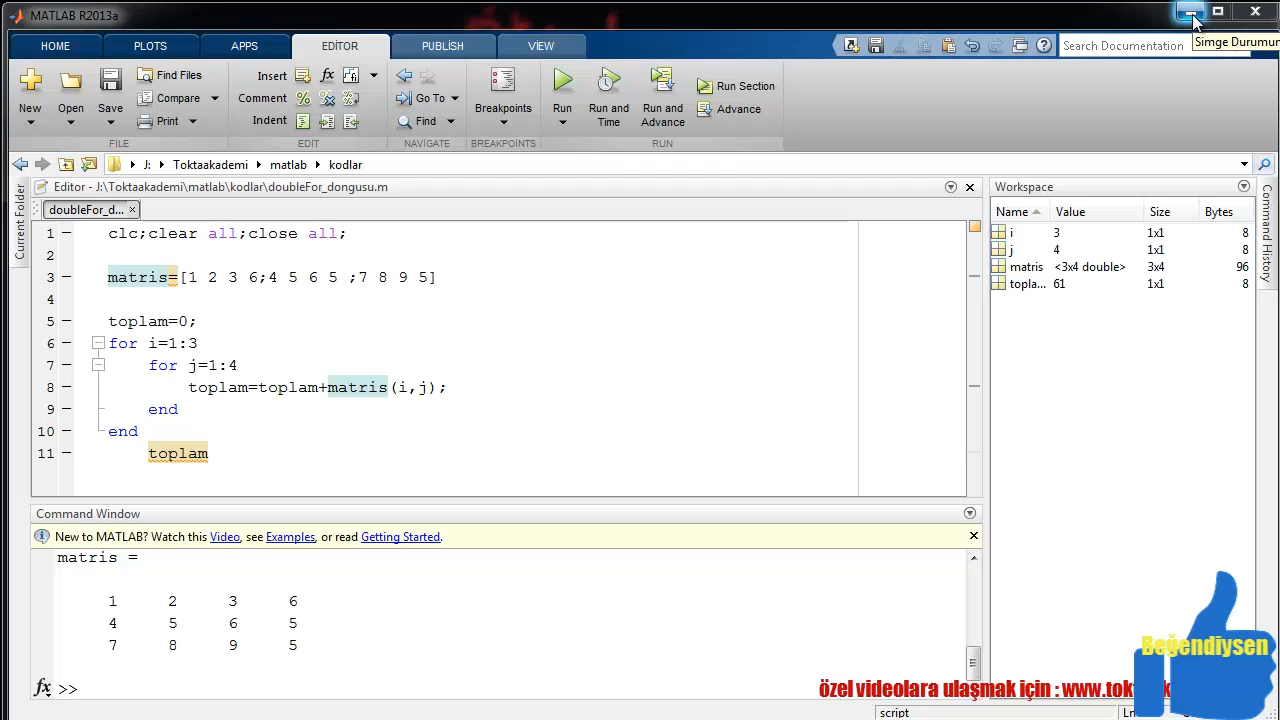 MATLAB R2013a
Simge Durumun
HOME PLOTS APPS EDITOR PUBLISH VIEW
Search Documentation
New Open Save Find Files Compare Print
Insert fx
Comment
Indent
Go To
Find
Breakpoints
Run
Run and Time
Run and Advance
Run Section
Advance
FILE EDIT NAVIGATE BREAKPOINTS RUN
J: Toktaakademi matlab kodlar
Current Folder
Editor - J:\Toktaakademi\matlab\kodlar\doubleFor_dongusu.m
doubleFor_d...
1 clc;clear all;close all;
2
3 matris=[1 2 3 6;4 5 6 5 ;7 8 9 5]
4
5 toplam=0;
6 for i=1:3
7 for j=1:4
8 toplam=toplam+matris(i,j);
9 end
10 end
11 toplam
Workspace
Name Value Size Bytes
i 3 1x1 8
j 4 1x1 8
matris <3x4 double> 3x4 96
topla... 61 1x1 8
Command History
Command Window
New to MATLAB? Watch this Video, see Examples, or read Getting Started.
matris =
1 2 3 6
4 5 6 5
7 8 9 5
fx >>
Beğendiysen
özel videolara ulaşmak için : www.tok
script
Ln